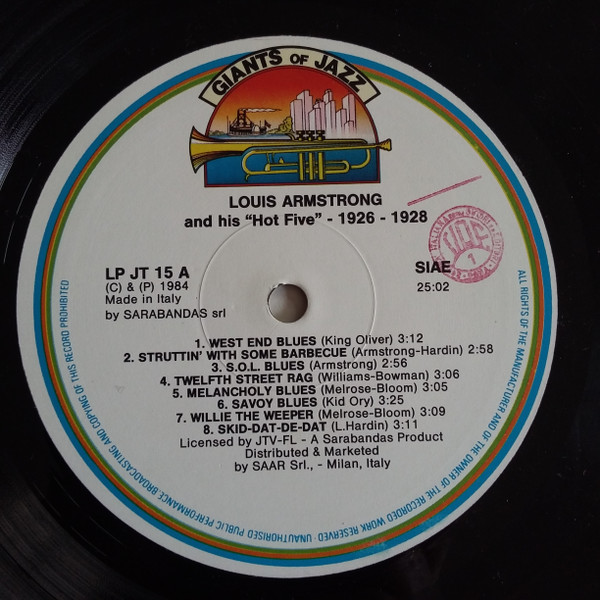 GIANTS OF JAZZ
LOUIS ARMSTRONG
and his “Hot Five” - 1926 - 1928
LP JT 15 A
(C) & (P) 1984
Made in Italy
by SARABANDAS srl
SIAE
25:02
1. WEST END BLUES (King Oliver) 3:12
2. STRUTTIN’ WITH SOME BARBECUE (Armstrong-Hardin) 2:58
3. S.O.L. BLUES (Armstrong) 2:56
4. TWELFTH STREET RAG (Williams-Bowman) 3:06
5. MELANCHOLY BLUES (Melrose-Bloom) 3:05
6. SAVOY BLUES (Kid Ory) 3:25
7. WILLIE THE WEEPER (Melrose-Bloom) 3:09
8. SKID-DAT-DE-DAT (L.Hardin) 3:11
Licensed by JTV-FL - A Sarabandas Product
Distributed & Marketed
by SAAR Srl., - Milan, Italy
ALL RIGHTS OF THE MANUFACTURER AND OF THE OWNER OF THE RECORDED WORK RESERVED · UNAUTHORISED PUBLIC PERFORMANCE BROADCASTING AND COPYING OF THIS RECORD PROHIBITED